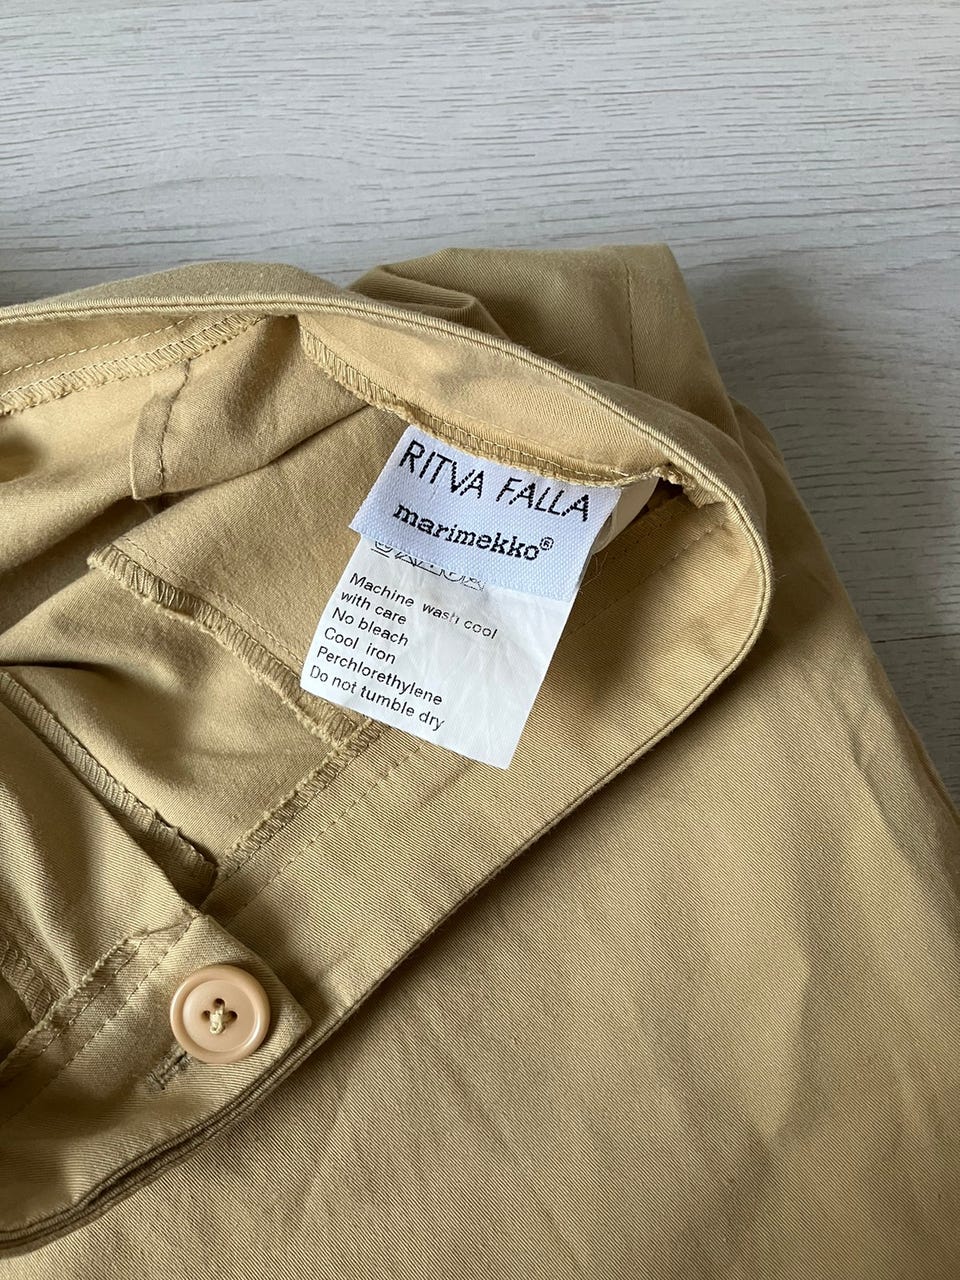 RITVA FALLA
marimekko®
Machine wash cool
with care
No bleach
Cool iron
Perchlorethylene
Do not tumble dry